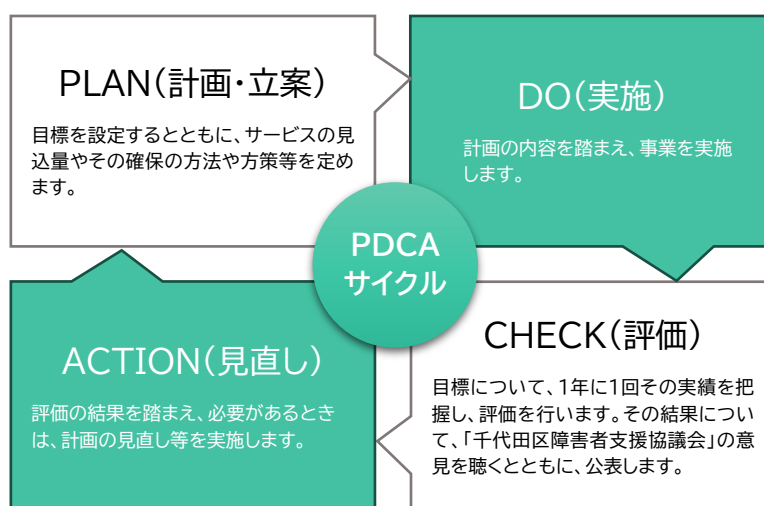 PLAN(計画・立案)
目標を設定するとともに、サービスの見
込量やその確保の方法や方策等を定め
ます。
DO(実施)
計画の内容を踏まえ、事業を実施
します。
PDCA
サイクル
ACTION(見直し)
評価の結果を踏まえ、必要があるとき
は、計画の見直し等を実施します。
CHECK(評価)
目標について、1年に1回その実績を把
握し、評価を行います。その結果につい
て、「千代田区障害者支援協議会」の意
見を聴くとともに、公表します。